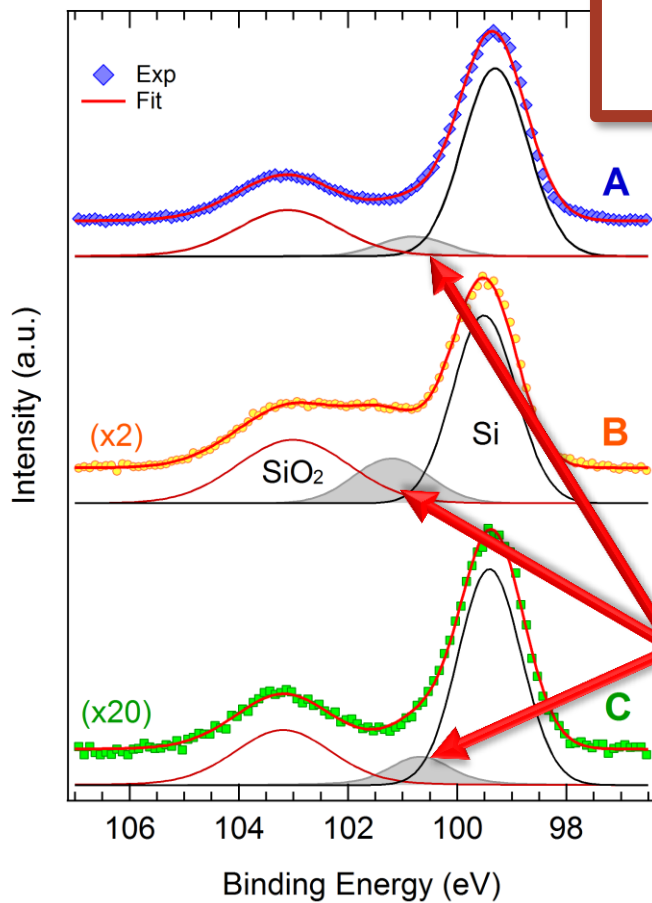 Exp
Fit
A
Intensity (a.u.)
(x2)
B
Si
SiO₂
(x20)
C
106
104
102
100
98
Binding Energy (eV)